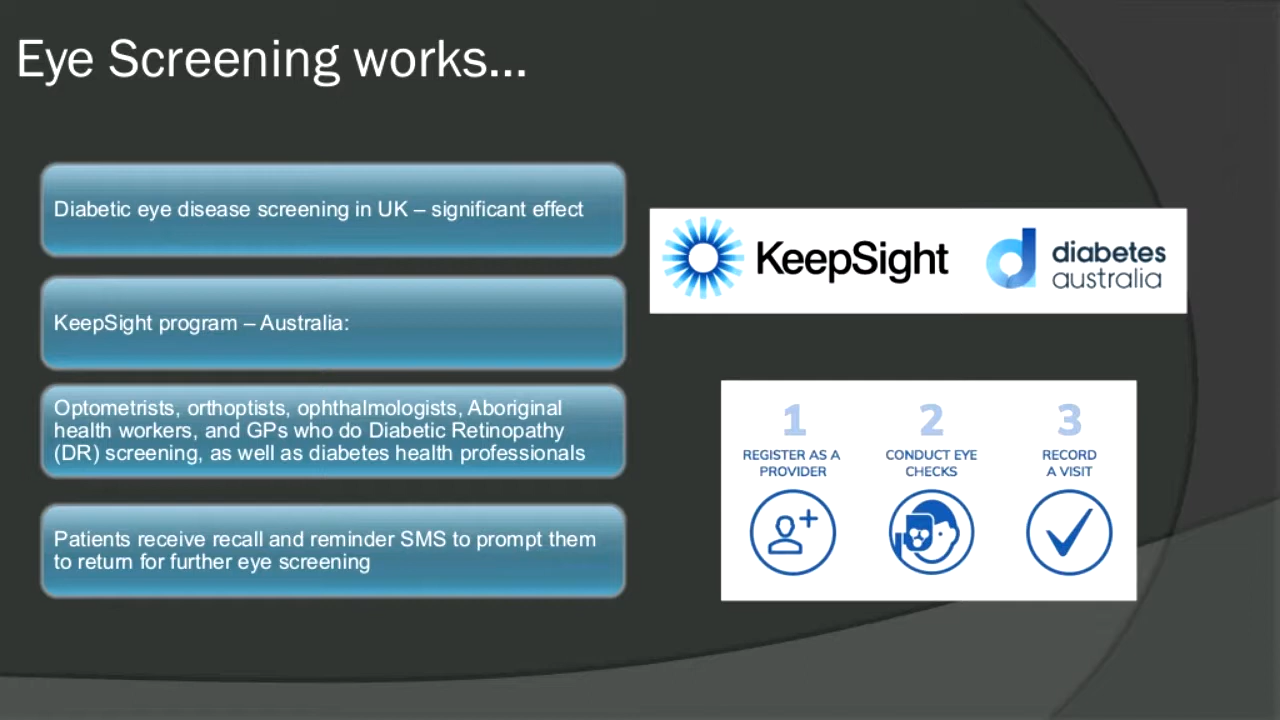 Eye Screening works...
Diabetic eye disease screening in UK – significant effect
KeepSight program – Australia:
Optometrists, orthoptists, ophthalmologists, Aboriginal
health workers, and GPs who do Diabetic Retinopathy
(DR) screening, as well as diabetes health professionals
Patients receive recall and reminder SMS to prompt them
to return for further eye screening
KeepSight
diabetes
australia
1
REGISTER AS A
PROVIDER
2
CONDUCT EYE
CHECKS
3
RECORD
A VISIT